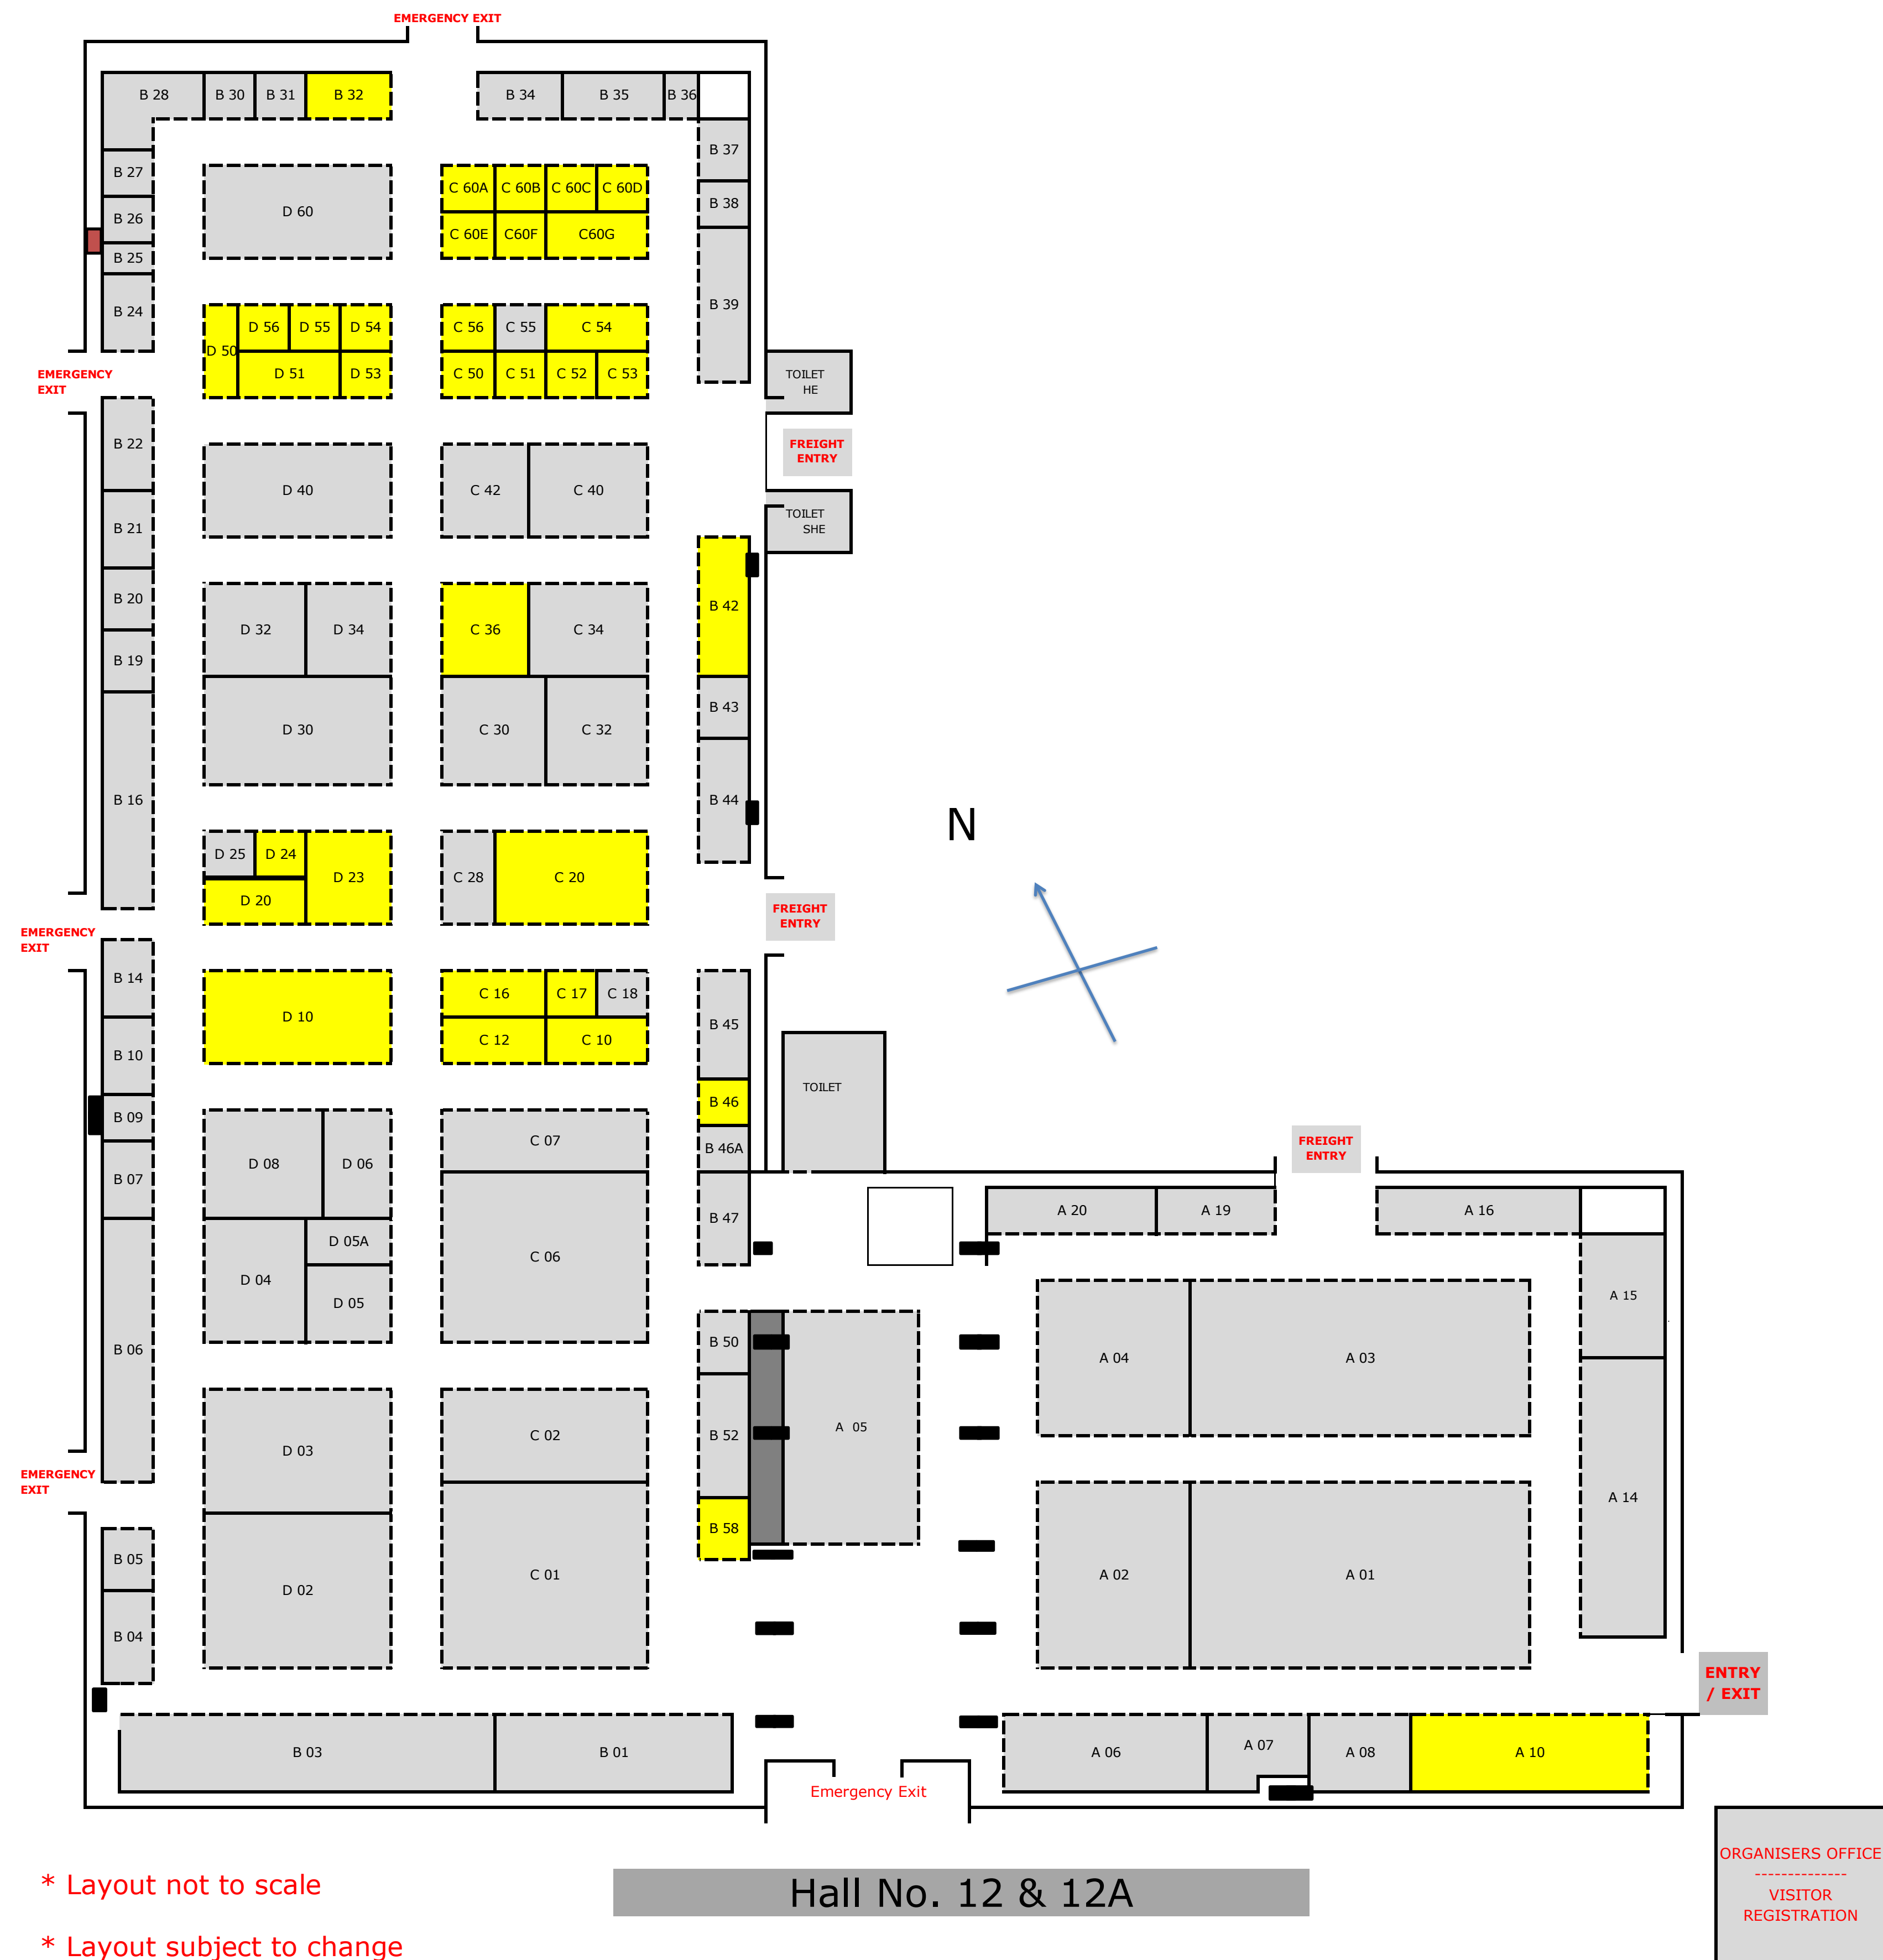 EMERGENCY EXIT
B 28
B 30
B 31
B 32
B 34
B 35
B 36
B 37
B 27
C 60A
C 60B
C 60C
C 60D
B 38
B 26
D 60
C 60E
C60F
C60G
B 25
B 24
B 39
D 50
D 56
D 55
D 54
C 56
C 55
C 54
D 51
D 53
C 50
C 51
C 52
C 53
EMERGENCY
EXIT
TOILET
HE
B 22
FREIGHT
ENTRY
D 40
C 42
C 40
B 21
TOILET
SHE
B 20
B 42
D 32
D 34
C 36
C 34
B 19
B 43
D 30
C 30
C 32
B 16
B 44
N
D 25
D 24
D 23
C 28
C 20
D 20
FREIGHT
ENTRY
EMERGENCY
EXIT
B 14
D 10
C 16
C 17
C 18
B 45
B 10
C 12
C 10
TOILET
B 46
B 09
C 07
B 46A
FREIGHT
ENTRY
D 08
D 06
B 07
B 47
A 20
A 19
A 16
D 05A
C 06
D 04
D 05
A 15
B 06
B 50
A 04
A 03
D 03
C 02
B 52
A 05
EMERGENCY
EXIT
A 14
B 58
B 05
D 02
C 01
A 02
A 01
B 04
ENTRY
/ EXIT
B 03
B 01
A 06
A 07
A 08
A 10
Emergency Exit
ORGANISERS OFFICE
--------------
VISITOR
REGISTRATION
* Layout not to scale
Hall No. 12 & 12A
* Layout subject to change